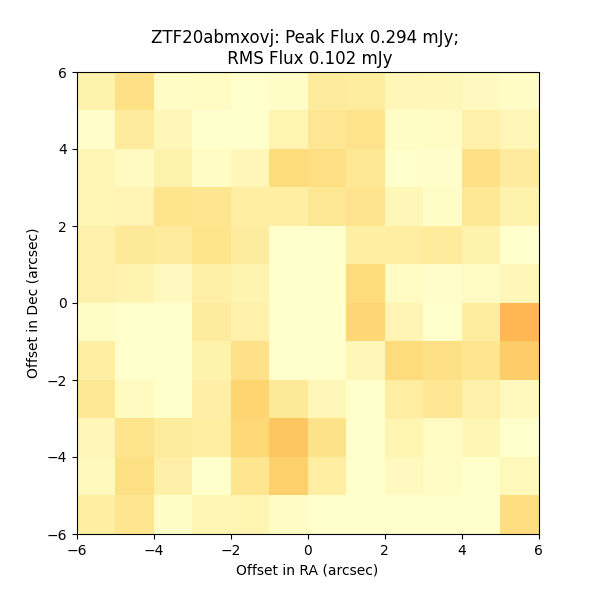 ZTF20abmxovj: Peak Flux 0.294 mJy;
RMS Flux 0.102 mJy
6
4
2
0
−2
−4
−6
Offset in Dec (arcsec)
−6 −4 −2 0 2 4 6
Offset in RA (arcsec)